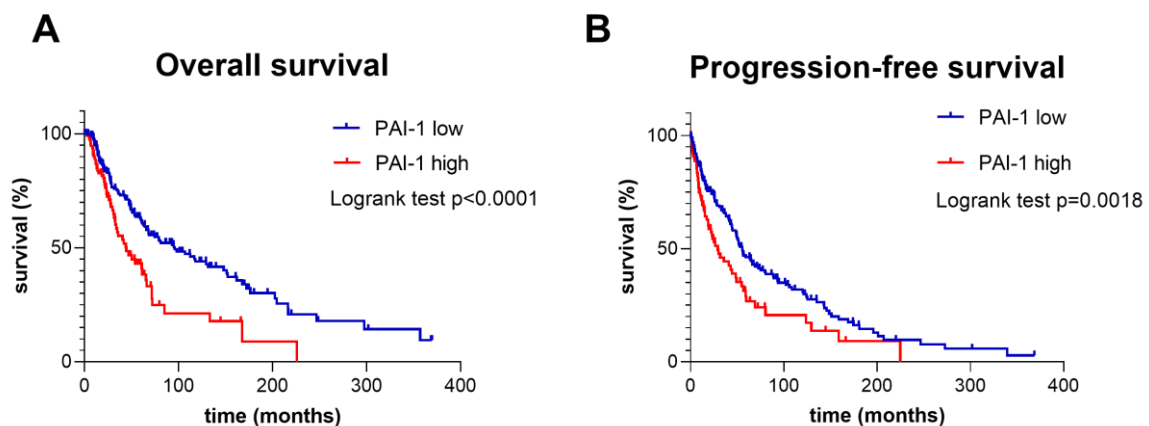 A
Overall survival
PAI-1 low
PAI-1 high
Logrank test p<0.0001
survival (%)
100
50
0
0 100 200 300 400
time (months)
B
Progression-free survival
PAI-1 low
PAI-1 high
Logrank test p=0.0018
survival (%)
100
50
0
0 100 200 300 400
time (months)